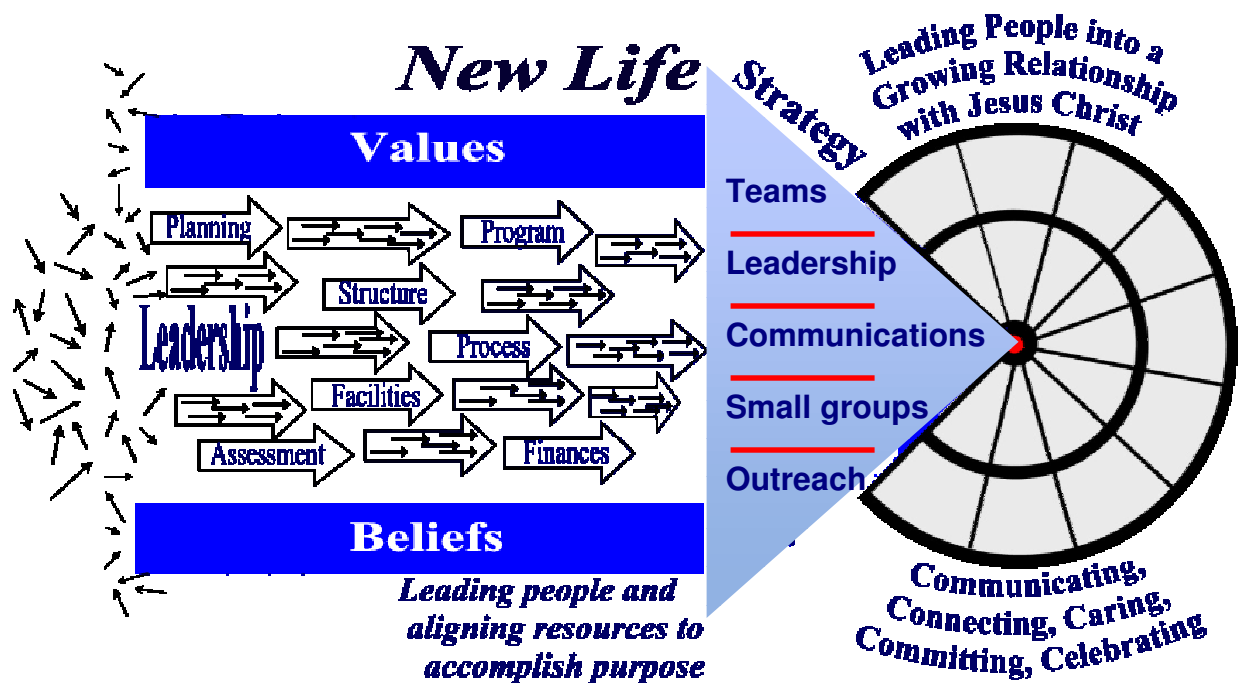 New Life
Values
Planning
Program
Structure
Leadership
Process
Facilities
Assessment
Finances
Beliefs
Leading people and
aligning resources to
accomplish purpose
Strategy
Teams
Leadership
Communications
Small groups
Outreach
Leading People into a
Growing Relationship
with Jesus Christ
Communicating,
Connecting, Caring,
Committing, Celebrating